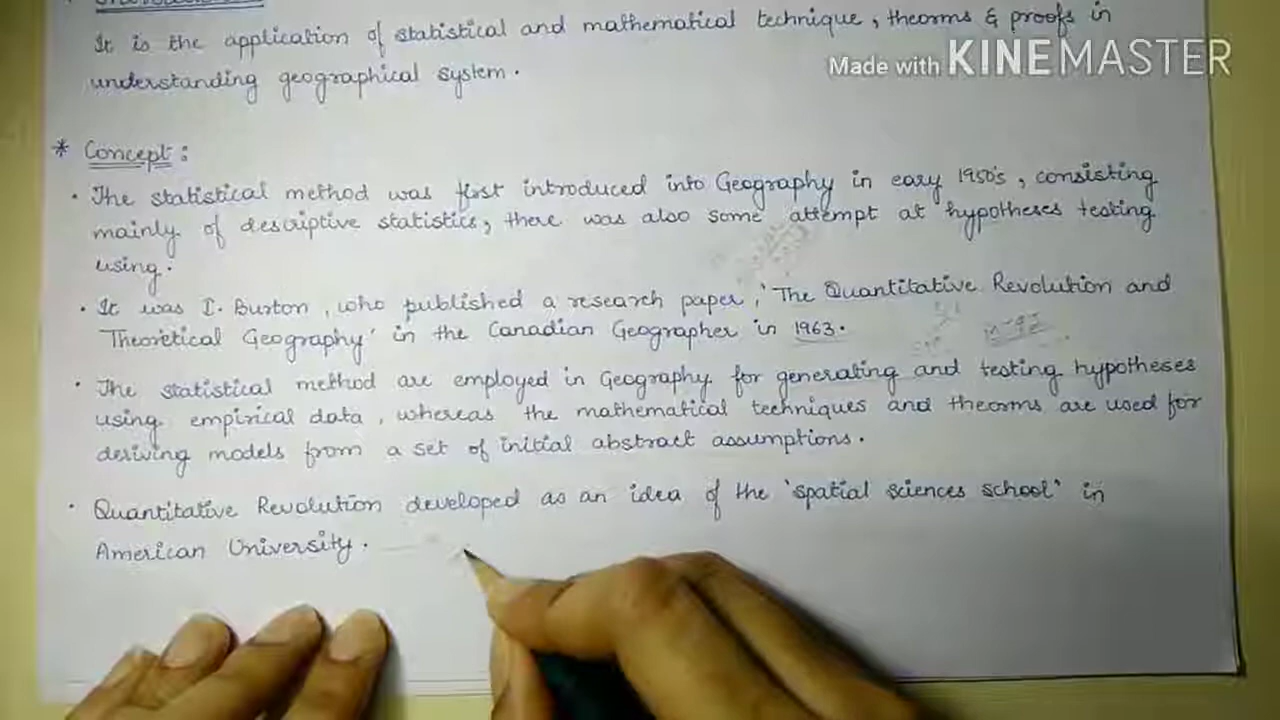 It is the application of statistical and mathematical technique, theorms & proofs in
understanding geographical system.
Made with KINEMASTER
* Concept:
• The statistical method was first introduced into Geography in eary 1950's, consisting
mainly of descriptive statistics, there was also some attempt at hypotheses testing
using.
• It was I. Burton, who published a research paper, 'The Quantitative Revolution and
Theoretical Geography' in the Canadian Geographer in 1963.
• The statistical method are employed in Geography for generating and testing hypotheses
using empirical data, whereas the mathematical techniques and theorms are used for
deriving models from a set of initial abstract assumptions.
• Quantitative Revolution developed as an idea of the 'spatial sciences school' in
American University.